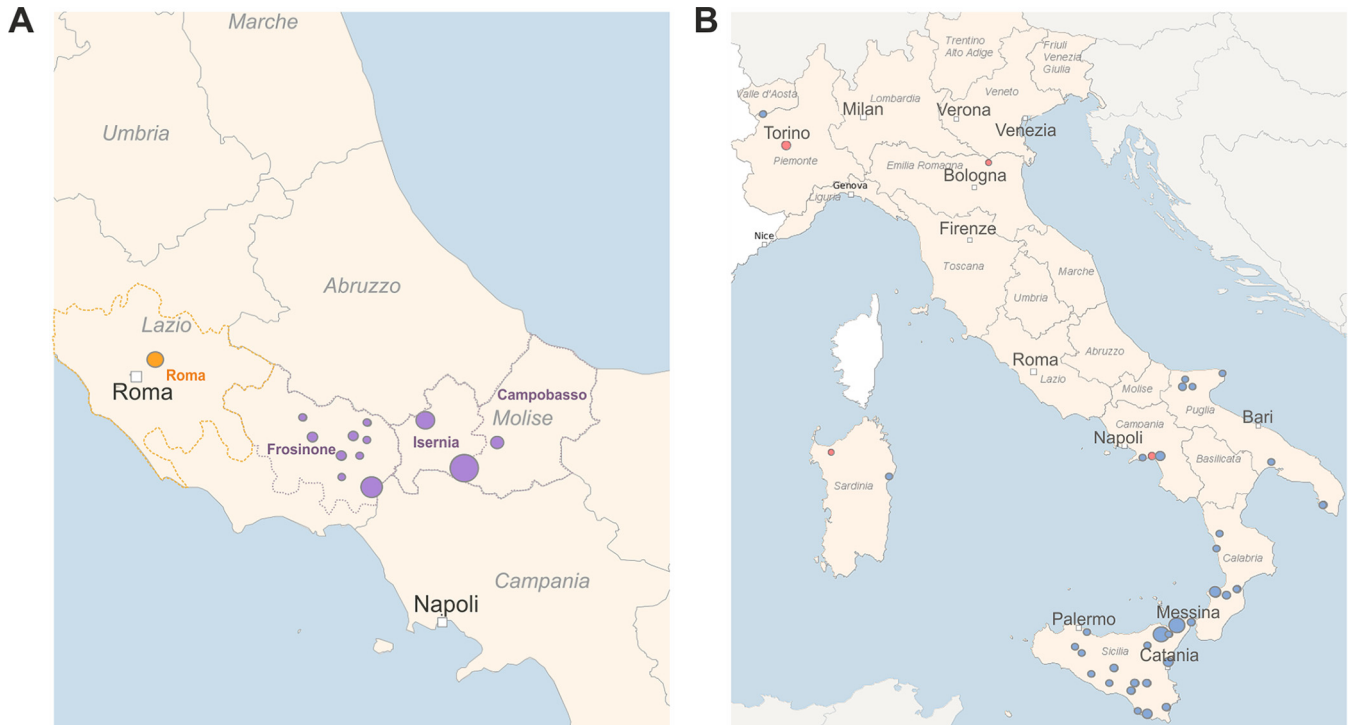 A
Marche
Umbria
Abruzzo
Lazio
Roma
Roma
Campobasso
Molise
Isernia
Frosinone
Campania
Napoli
B
Trentino
Alto Adige
Friuli
Venezia
Giulia
Valle d'Aosta
Lombardia
Veneto
Milan
Verona
Venezia
Torino
Piemonte
Emilia Romagna
Bologna
Genova
Liguria
Nice
Firenze
Toscana
Marche
Umbria
Abruzzo
Roma
Lazio
Molise
Puglia
Bari
Campania
Napoli
Basilicata
Sardinia
Calabria
Messina
Palermo
Sicilia
Catania